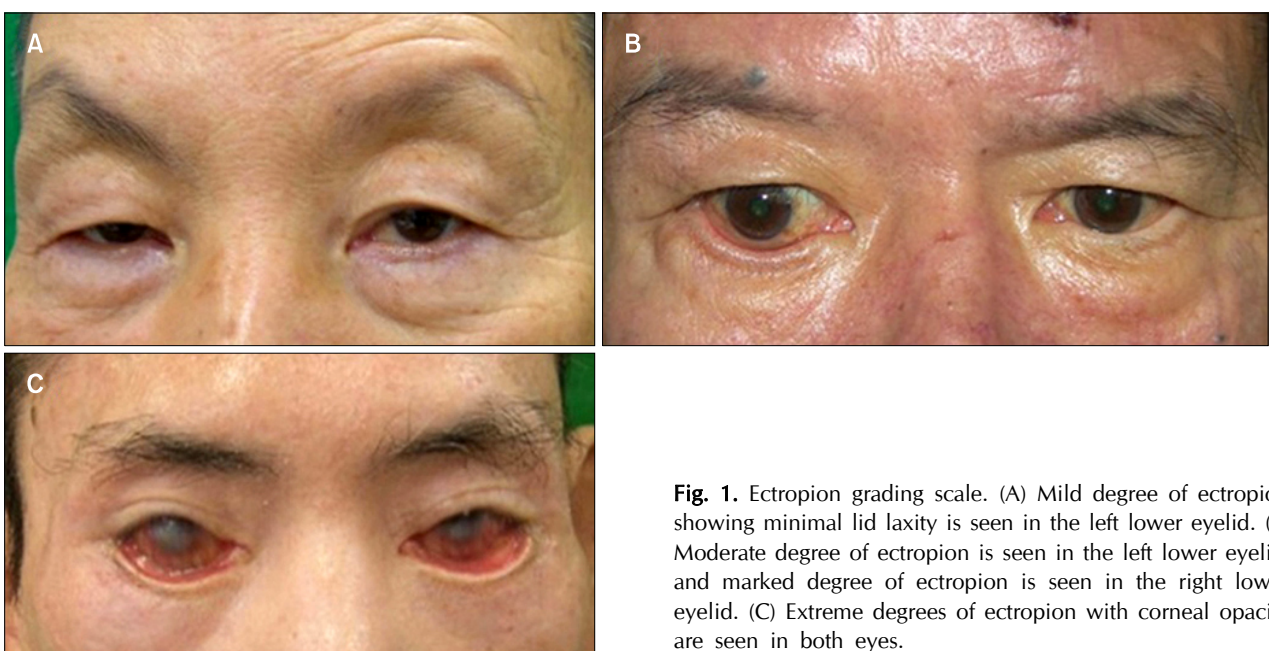 A
B
C
Fig. 1. Ectropion grading scale. (A) Mild degree of ectropio
showing minimal lid laxity is seen in the left lower eyelid. (
Moderate degree of ectropion is seen in the left lower eyeli
and marked degree of ectropion is seen in the right low
eyelid. (C) Extreme degrees of ectropion with corneal opaci
are seen in both eyes.